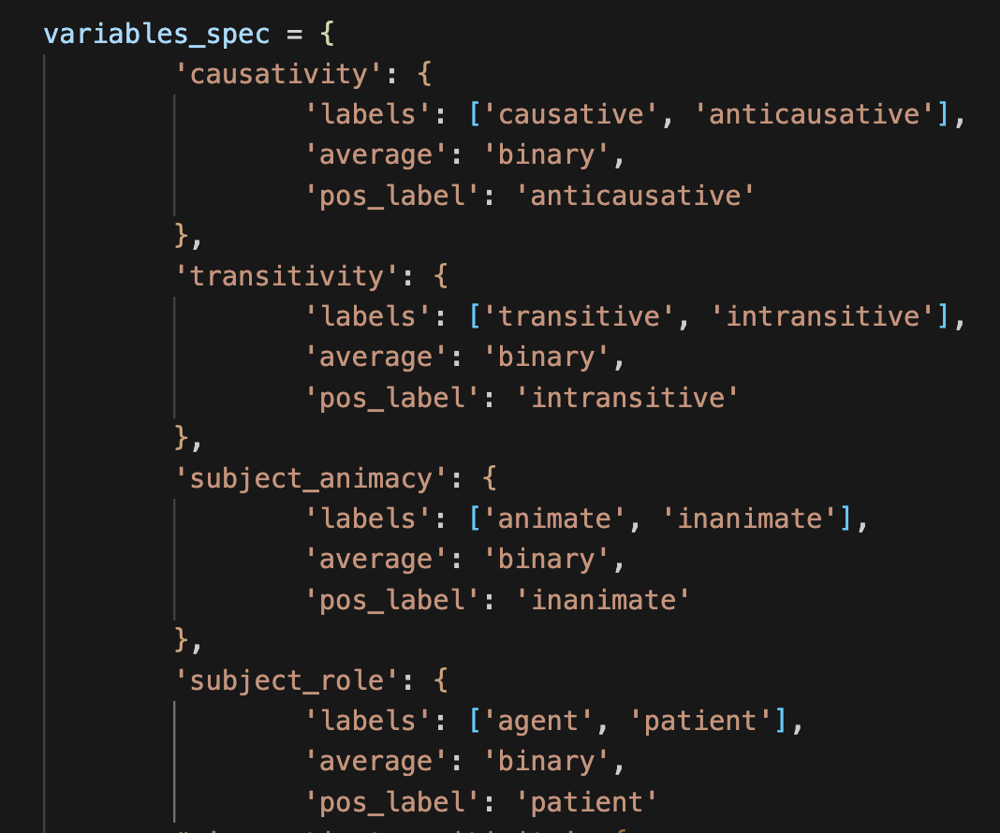 variables_spec = {
'causativity': {
'labels': ['causative', 'anticausative'],
'average': 'binary',
'pos_label': 'anticausative'
},
'transitivity': {
'labels': ['transitive', 'intransitive'],
'average': 'binary',
'pos_label': 'intransitive'
},
'subject_animacy': {
'labels': ['animate', 'inanimate'],
'average': 'binary',
'pos_label': 'inanimate'
},
'subject_role': {
'labels': ['agent', 'patient'],
'average': 'binary',
'pos_label': 'patient'